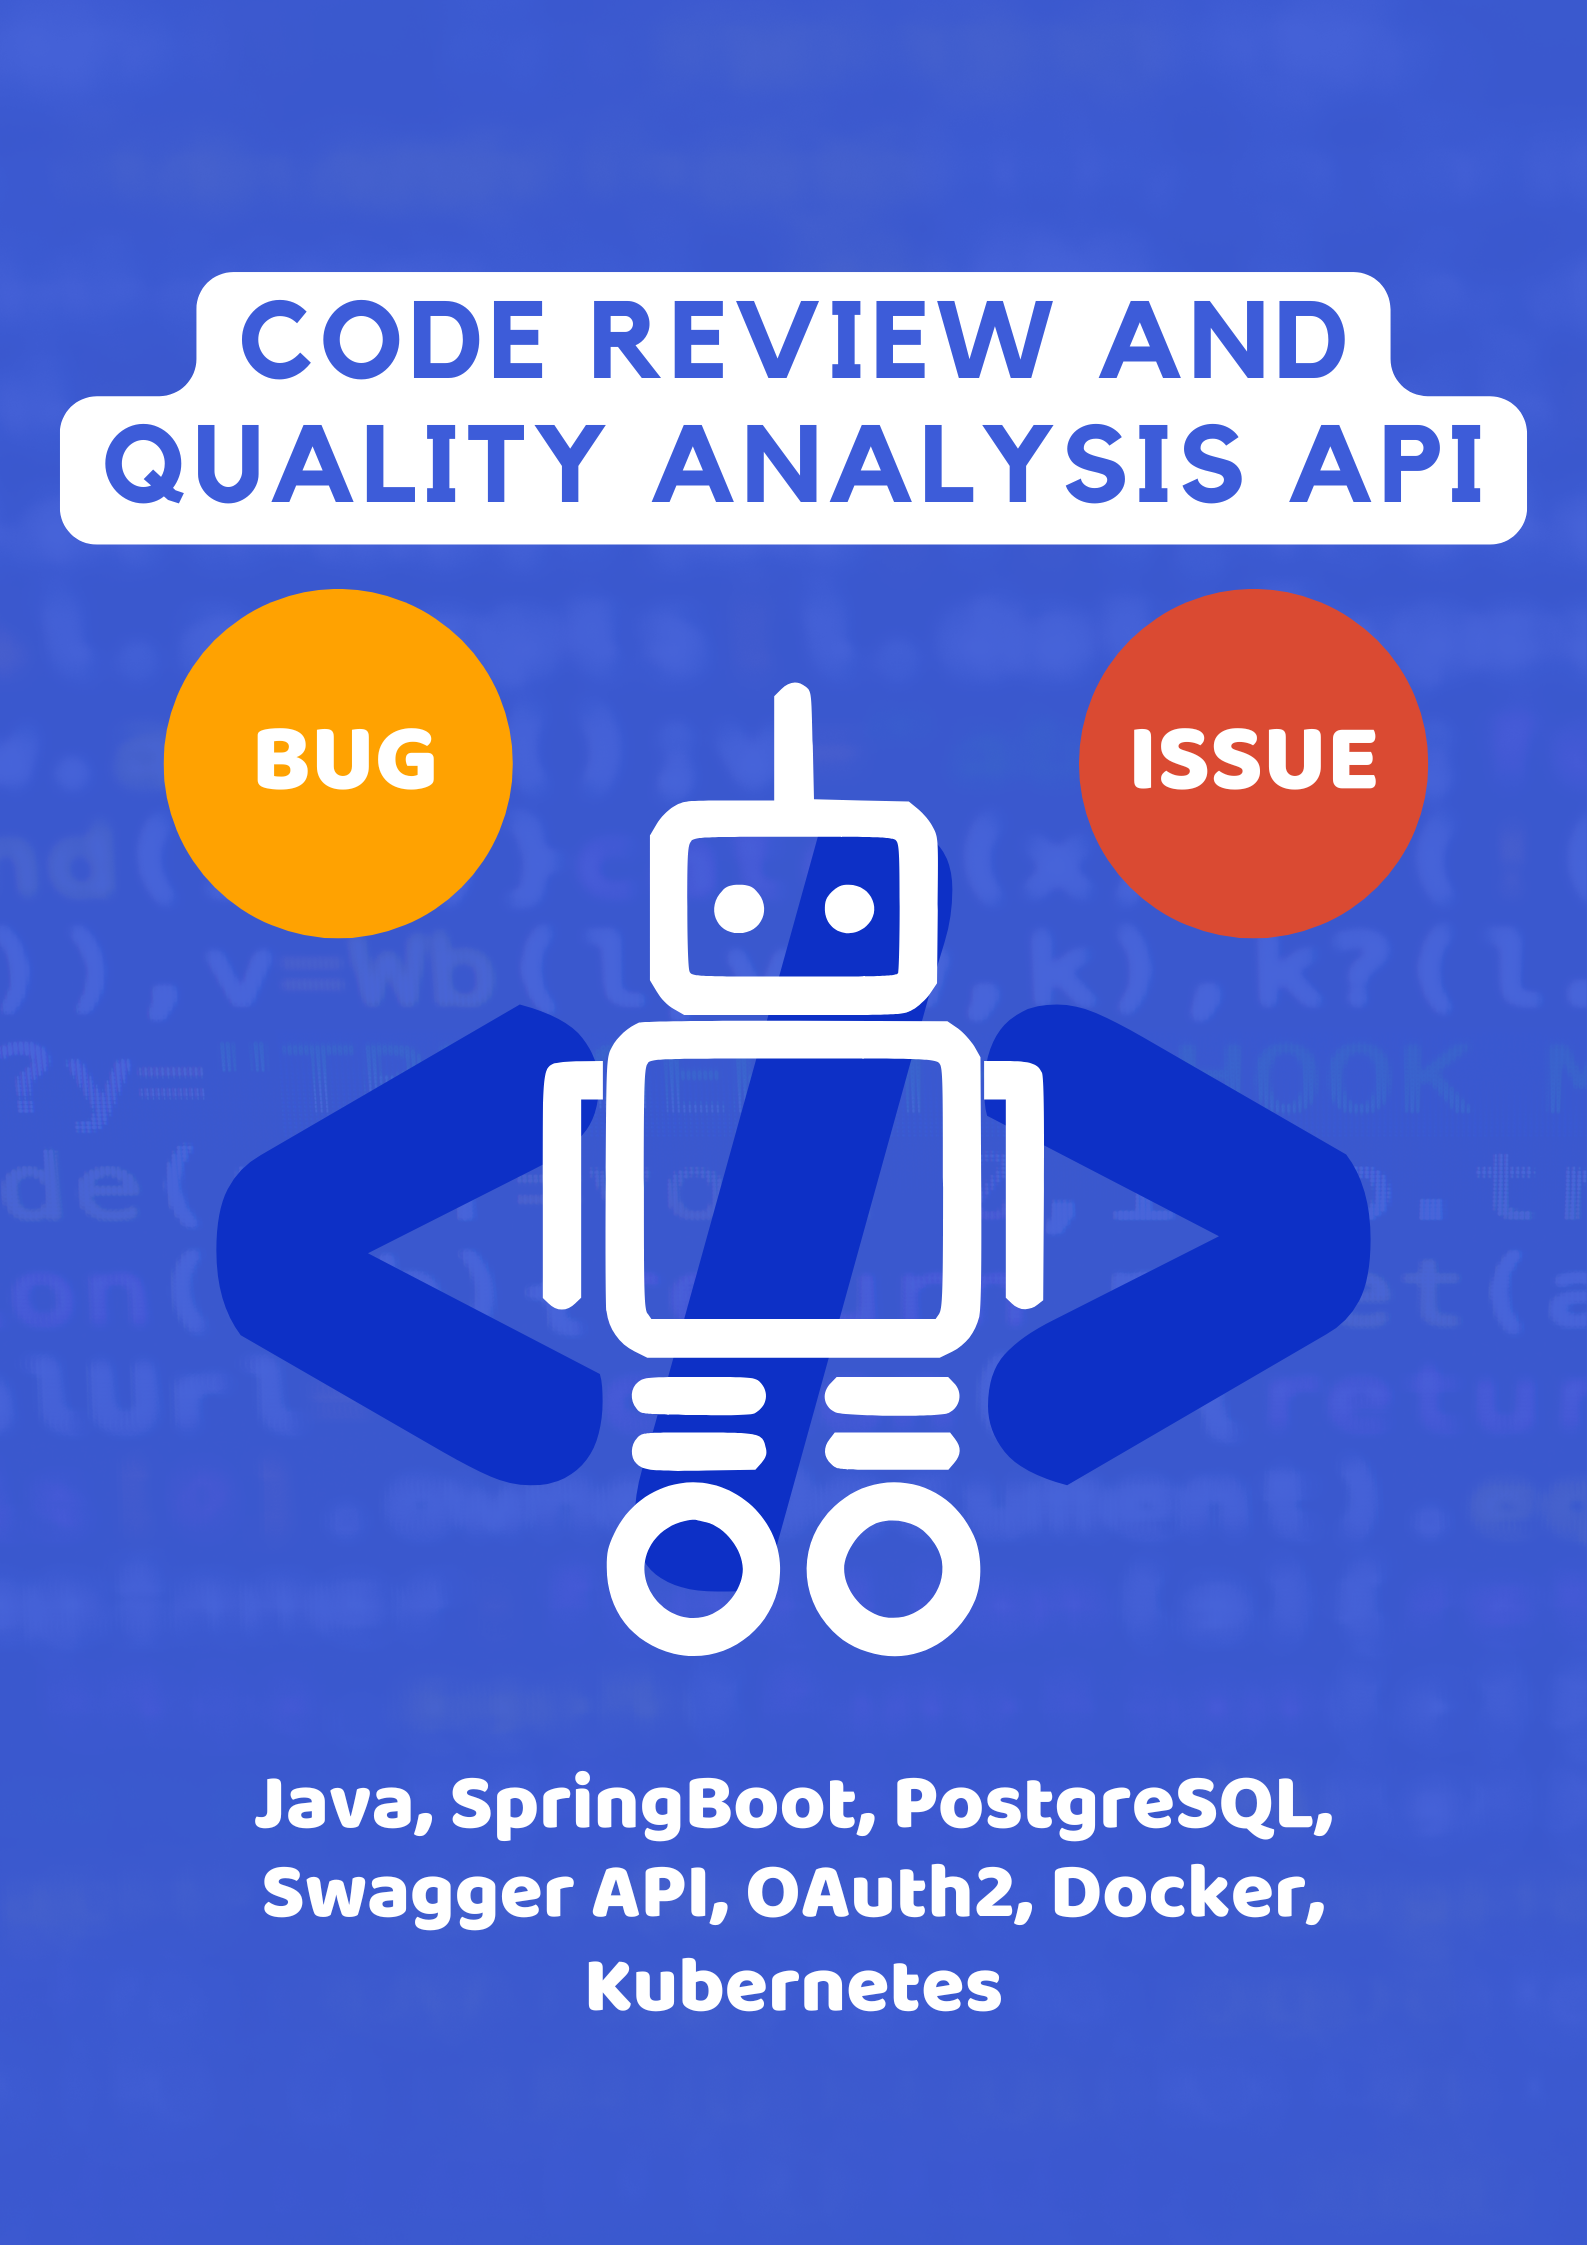 CODE REVIEW AND
QUALITY ANALYSIS API
BUG
ISSUE
Java, SpringBoot, PostgreSQL,
Swagger API, OAuth2, Docker,
Kubernetes